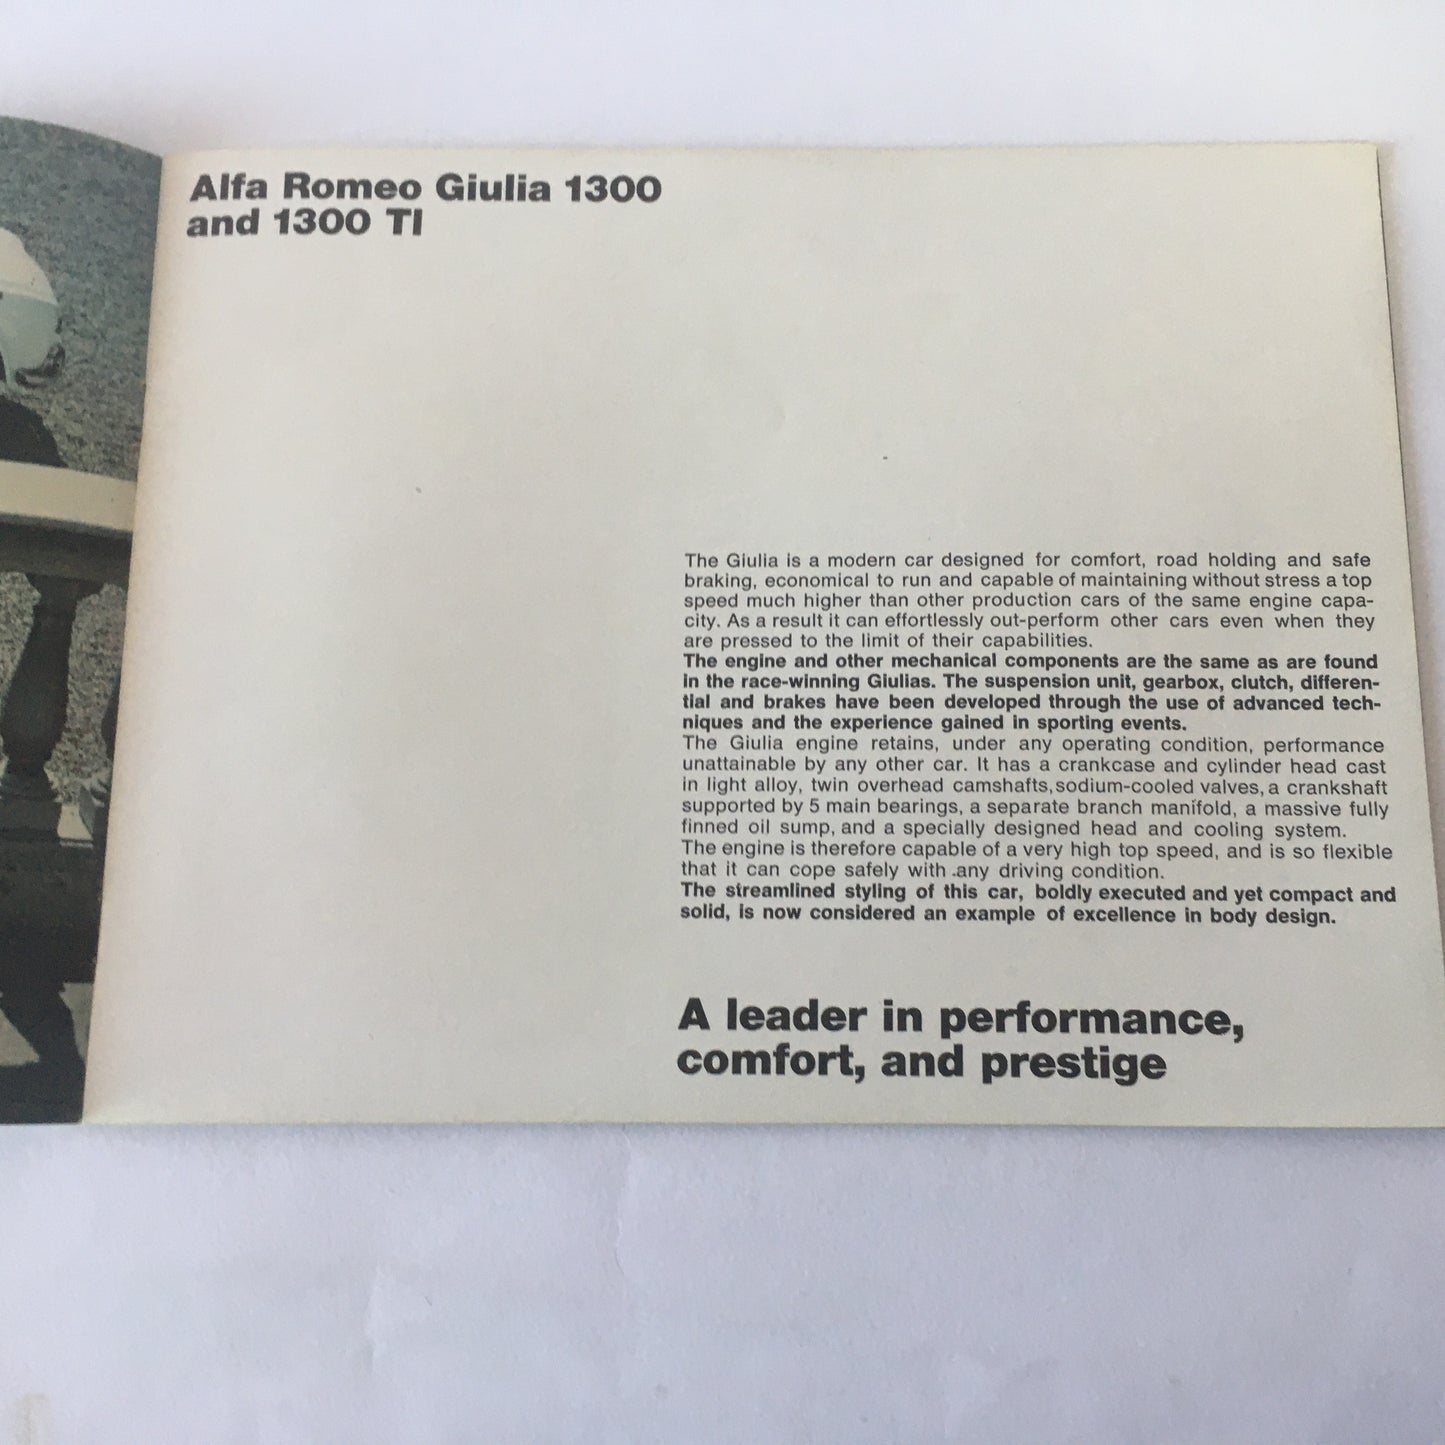 Alfa Romeo Giulia 1300
and 1300 TI
The Giulia is a modern car designed for comfort, road holding and safe
braking, economical to run and capable of maintaining without stress a top
speed much higher than other production cars of the same engine capa-
city. As a result it can effortlessly out-perform other cars even when they
are pressed to the limit of their capabilities.
The engine and other mechanical components are the same as are found
in the race-winning Giulias. The suspension unit, gearbox, clutch, differen-
tial and brakes have been developed through the use of advanced tech-
niques and the experience gained in sporting events.
The Giulia engine retains, under any operating condition, performance
unattainable by any other car. It has a crankcase and cylinder head cast
in light alloy, twin overhead camshafts, sodium-cooled valves, a crankshaft
supported by 5 main bearings, a separate branch manifold, a massive fully
finned oil sump, and a specially designed head and cooling system.
The engine is therefore capable of a very high top speed, and is so flexible
that it can cope safely with .any driving condition.
The streamlined styling of this car, boldly executed and yet compact and
solid, is now considered an example of excellence in body design.
A leader in performance,
comfort, and prestige